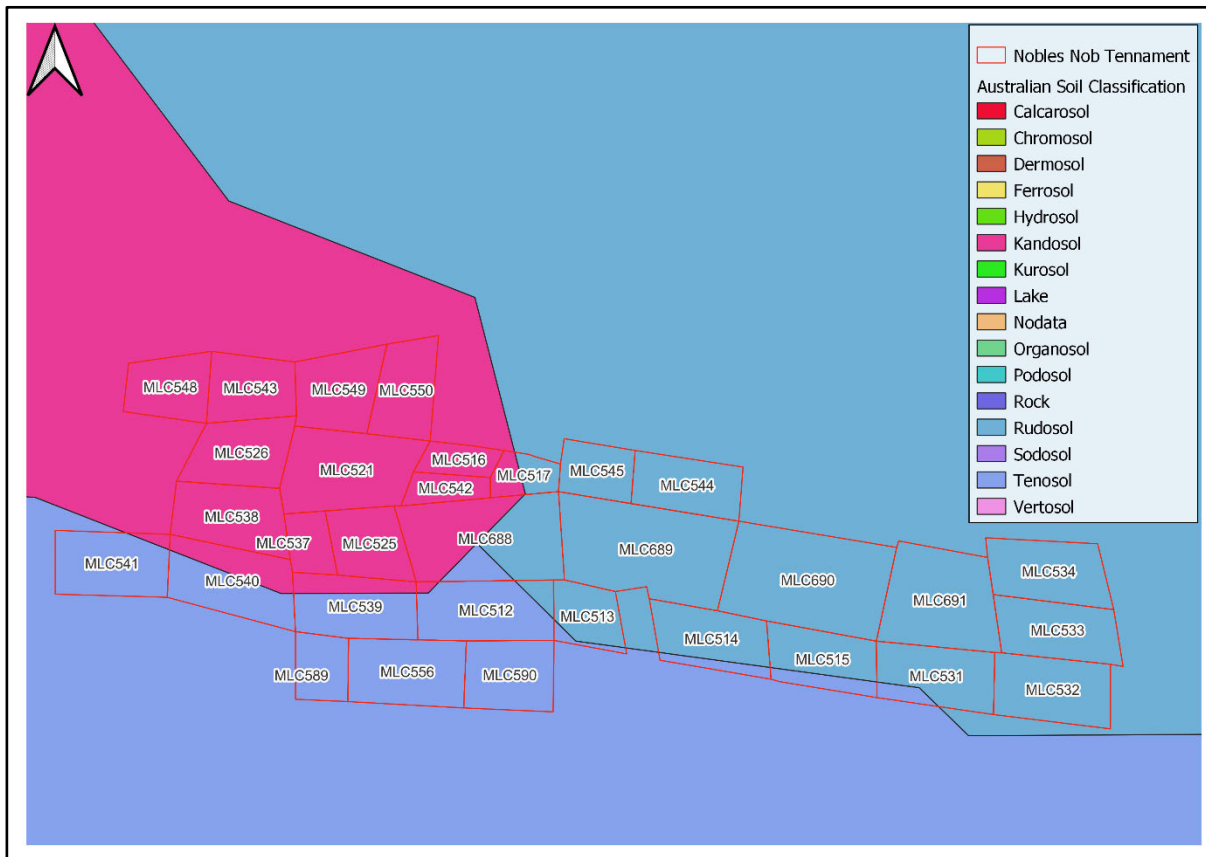 Nobles Nob Tennament
Australian Soil Classification
Calcarosol
Chromosol
Dermosol
Ferrosol
Hydrosol
Kandosol
Kurosol
Lake
Nodata
Organosol
Podosol
Rock
Rudosol
Sodosol
Tenosol
Vertosol
MLC548
MLC543
MLC549
MLC550
MLC526
MLC521
MLC516
MLC517
MLC545
MLC544
MLC542
MLC538
MLC537
MLC525
MLC688
MLC689
MLC690
MLC691
MLC534
MLC541
MLC540
MLC539
MLC512
MLC513
MLC514
MLC515
MLC533
MLC589
MLC556
MLC590
MLC531
MLC532